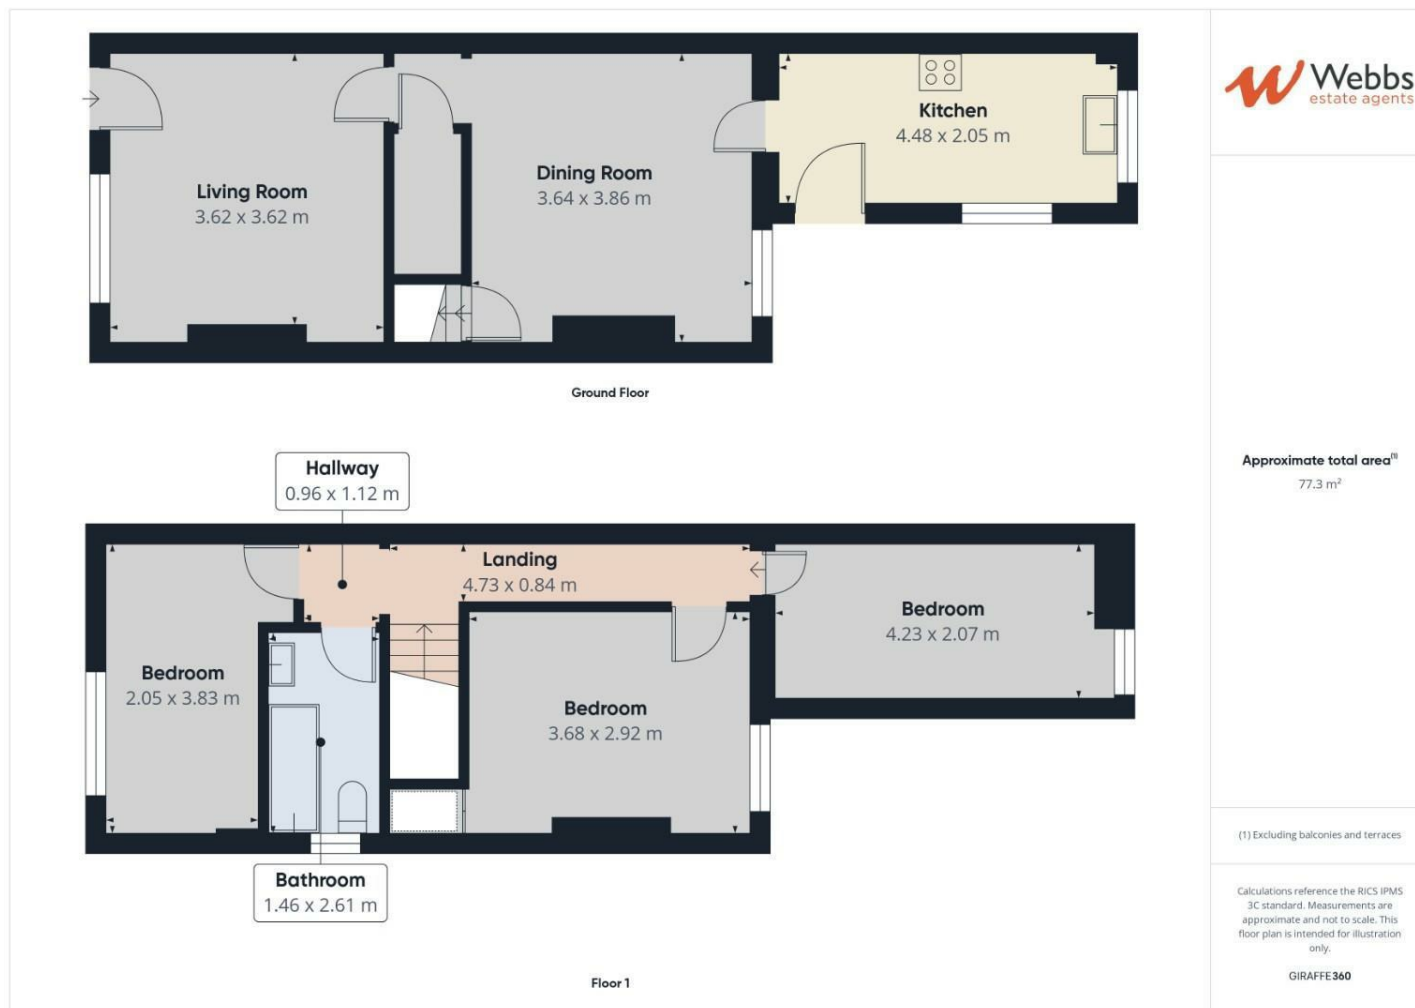 Living Room
3.62 x 3.62 m
Dining Room
3.64 x 3.86 m
Kitchen
4.48 x 2.05 m
Ground Floor
Hallway
0.96 x 1.12 m
Landing
4.73 x 0.84 m
Bedroom
4.23 x 2.07 m
Bedroom
2.05 x 3.83 m
Bedroom
3.68 x 2.92 m
Bathroom
1.46 x 2.61 m
Floor 1
Webbs
estate agents
Approximate total area(1)
77.3 m²
(1) Excluding balconies and terraces
Calculations reference the RICS IPMS
3C standard. Measurements are
approximate and not to scale. This
floor plan is intended for illustration
only.
GIRAFFE360